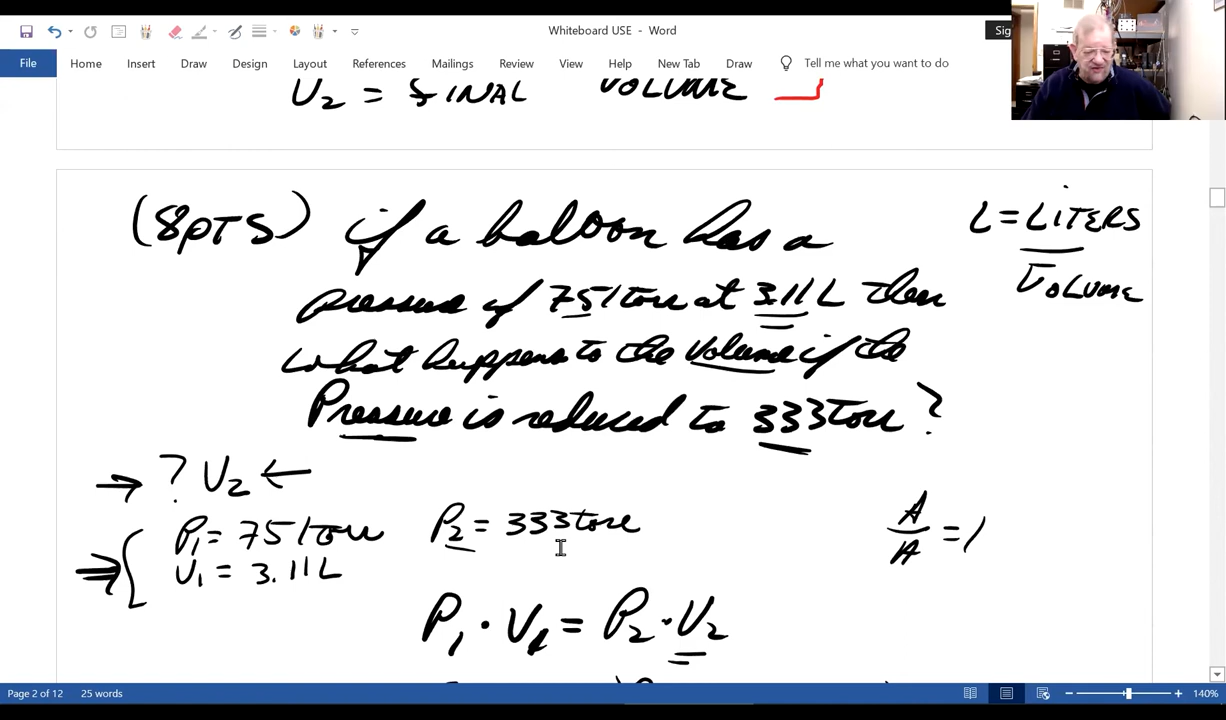 Whiteboard USE - Word
Sig
File Home Insert Draw Design Layout References Mailings Review View Help New Tab Draw Tell me what you want to do
V2 = FINAL VOLUME
(8pTS) if a baloon has a
pressure of 751torr at 3.11L then
what happens to the volume if the
Pressure is reduced to 333torr?
L = LITERS
VOLUME
? V2 ←
P1 = 751torr
V1 = 3.11L
P2 = 333torr
A/A = 1
P1 · V1 = P2 · V2
Page 2 of 12 25 words 140%